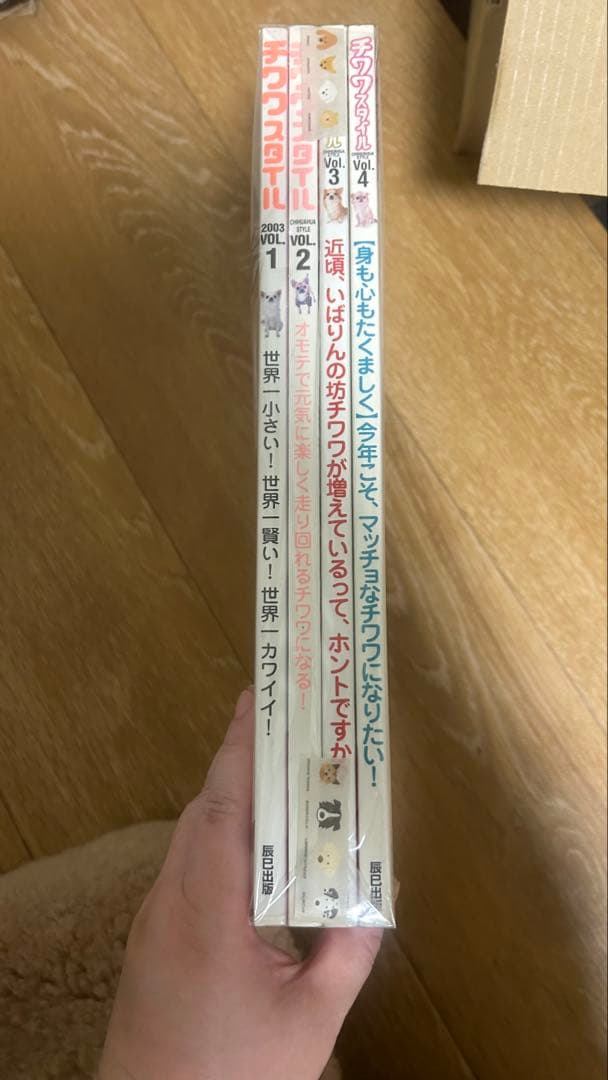 チワワスタイル
2003
VOL.
1
世界一小さい！世界一賢い！世界一カワイイ！
辰巳出版
チワワスタイル
CHIHUAHUA
STYLE
VOL.
2
オモテで元気に楽しく走り回れるチワワになる！
ル
CHIHUAHUA
STYLE
Vol.
3
近頃、いばりんの坊チワワが増えているって、ホントですか
チワワスタイル
CHIHUAHUA
STYLE
Vol.
4
【身も心もたくましく】今年こそ、マッチョなチワワになりたい！
辰巳出版